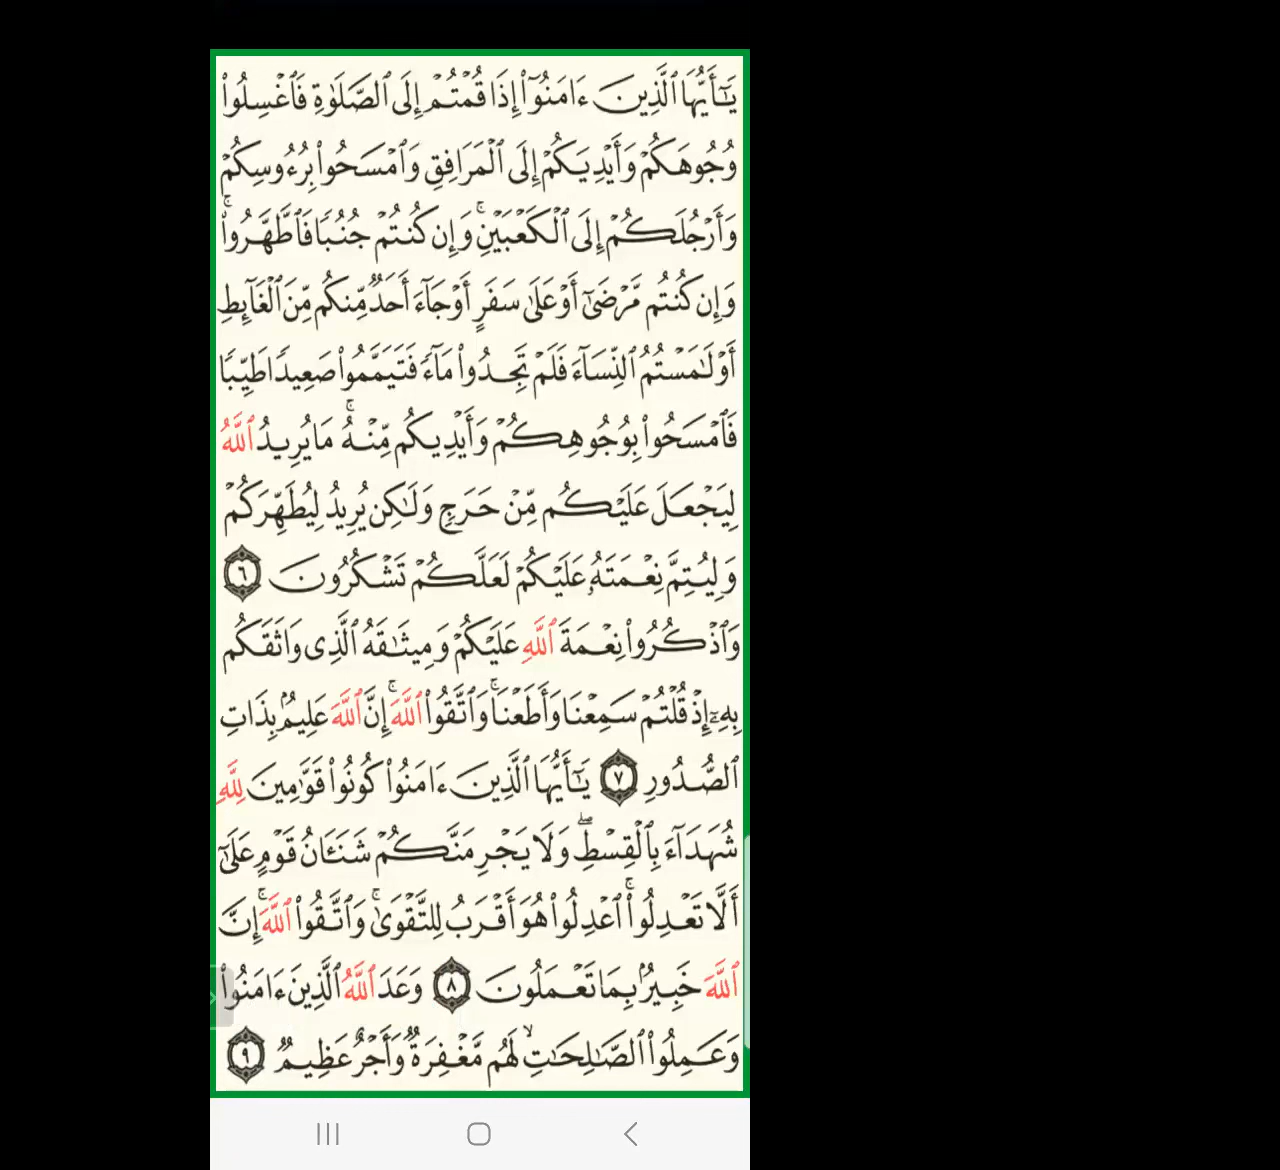 يَـٰٓأَيُّهَا ٱلَّذِينَ ءَامَنُوٓا۟ إِذَا قُمْتُمْ إِلَى ٱلصَّلَوٰةِ فَٱغْسِلُوا۟
وُجُوهَكُمْ وَأَيْدِيَكُمْ إِلَى ٱلْمَرَافِقِ وَٱمْسَحُوا۟ بِرُءُوسِكُمْ
وَأَرْجُلَكُمْ إِلَى ٱلْكَعْبَيْنِ ۚ وَإِن كُنتُمْ جُنُبًا فَٱطَّهَّرُوا۟ ۚ
وَإِن كُنتُم مَّرْضَىٰٓ أَوْ عَلَىٰ سَفَرٍ أَوْ جَآءَ أَحَدٌ مِّنكُم مِّنَ ٱلْغَآئِطِ
أَوْ لَـٰمَسْتُمُ ٱلنِّسَآءَ فَلَمْ تَجِدُوا۟ مَآءً فَتَيَمَّمُوا۟ صَعِيدًا طَيِّبًا
فَٱمْسَحُوا۟ بِوُجُوهِكُمْ وَأَيْدِيكُم مِّنْهُ ۚ مَا يُرِيدُ ٱللَّهُ
لِيَجْعَلَ عَلَيْكُم مِّنْ حَرَجٍ وَلَـٰكِن يُرِيدُ لِيُطَهِّرَكُمْ
وَلِيُتِمَّ نِعْمَتَهُۥ عَلَيْكُمْ لَعَلَّكُمْ تَشْكُرُونَ ٦
وَٱذْكُرُوا۟ نِعْمَةَ ٱللَّهِ عَلَيْكُمْ وَمِيثَـٰقَهُ ٱلَّذِى وَاثَقَكُم
بِهِۦٓ إِذْ قُلْتُمْ سَمِعْنَا وَأَطَعْنَا ۖ وَٱتَّقُوا۟ ٱللَّهَ ۚ إِنَّ ٱللَّهَ عَلِيمٌۢ بِذَاتِ
ٱلصُّدُورِ ٧ يَـٰٓأَيُّهَا ٱلَّذِينَ ءَامَنُوا۟ كُونُوا۟ قَوَّٰمِينَ لِلَّهِ
شُهَدَآءَ بِٱلْقِسْطِ ۖ وَلَا يَجْرِمَنَّكُمْ شَنَـَٔانُ قَوْمٍ عَلَىٰٓ
أَلَّا تَعْدِلُوا۟ ۚ ٱعْدِلُوا۟ هُوَ أَقْرَبُ لِلتَّقْوَىٰ ۖ وَٱتَّقُوا۟ ٱللَّهَ ۚ إِنَّ
ٱللَّهَ خَبِيرٌۢ بِمَا تَعْمَلُونَ ٨ وَعَدَ ٱللَّهُ ٱلَّذِينَ ءَامَنُوا۟
وَعَمِلُوا۟ ٱلصَّـٰلِحَـٰتِ ۙ لَهُم مَّغْفِرَةٌ وَأَجْرٌ عَظِيمٌ ٩